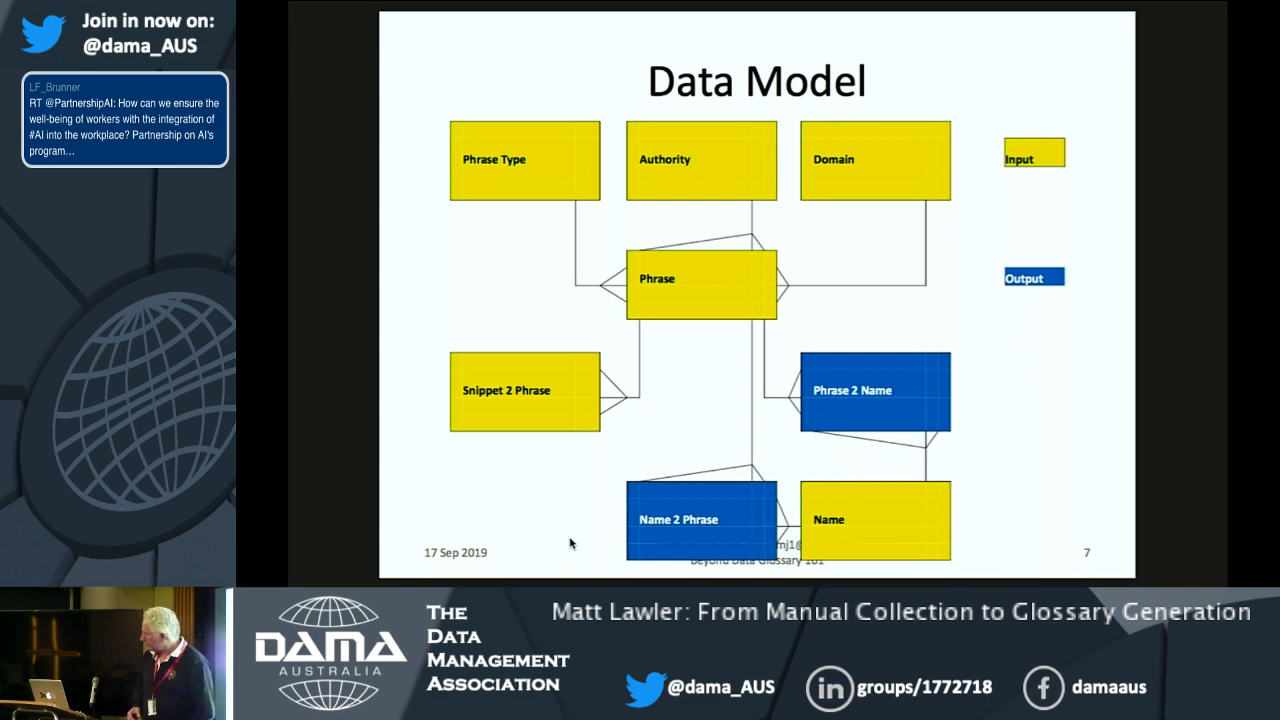 Join in now on:
@dama_AUS
LF_Brunner
RT @PartnershipAI: How can we ensure the
well-being of workers with the integration of
#AI into the workplace? Partnership on AI's
program…
Data Model
Phrase Type
Authority
Domain
Input
Phrase
Output
Snippet 2 Phrase
Phrase 2 Name
Name 2 Phrase
Name
17 Sep 2019
mj1@
Beyond Data Glossary 101
7
DAMA
AUSTRALIA
THE
DATA
MANAGEMENT
ASSOCIATION
Matt Lawler: From Manual Collection to Glossary Generation
@dama_AUS
in groups/1772718
f damaaus